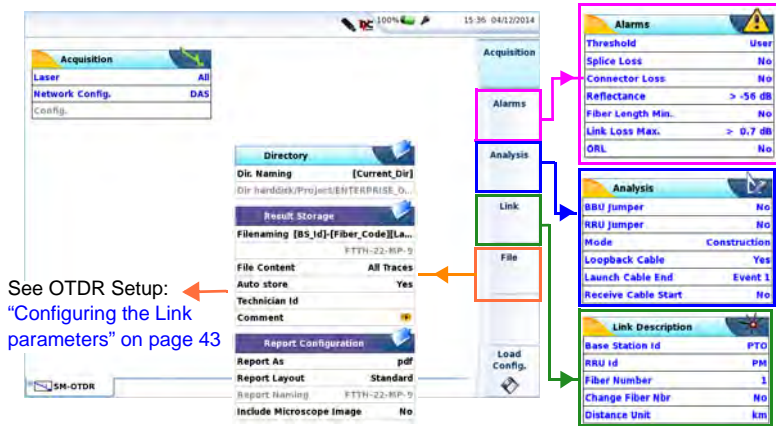 100%
15:36 04/12/2014
Acquisition
Laser All
Network Config. DAS
Config.
Directory
Dir. Naming [Current_Dir]
Dir harddisk/Project/ENTERPRISE_O...
Result Storage
Filenaming [BS_Id]-[Fiber_Code][La...
FTTH-22-MP-9
File Content All Traces
Auto store Yes
Technician Id
Comment
Report Configuration
Report As pdf
Report Layout Standard
Report Naming FTTH-22-MP-9
Include Microscope Image No
See OTDR Setup:
“Configuring the Link
parameters” on page 43
SM-OTDR
Acquisition
Alarms
Analysis
Link
File
Load
Config.
Alarms
Threshold User
Splice Loss No
Connector Loss No
Reflectance > -56 dB
Fiber Length Min.. No
Link Loss Max. > 0.7 dB
ORL No
Analysis
BBU Jumper No
RRU Jumper No
Mode Construction
Loopback Cable Yes
Launch Cable End Event 1
Receive Cable Start No
Link Description
Base Station Id PTO
RRU Id PM
Fiber Number 1
Change Fiber Nbr No
Distance Unit km